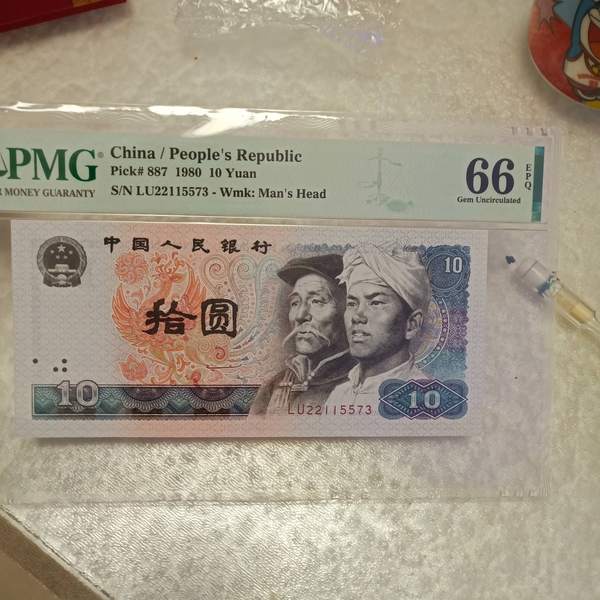 PMG
MONEY GUARANTY
China / People's Republic
Pick# 887 1980 10 Yuan
S/N LU22115573 - Wmk: Man's Head
66 EPQ
Gem Uncirculated
中国人民银行
10
拾圆
10
LU22115573
10